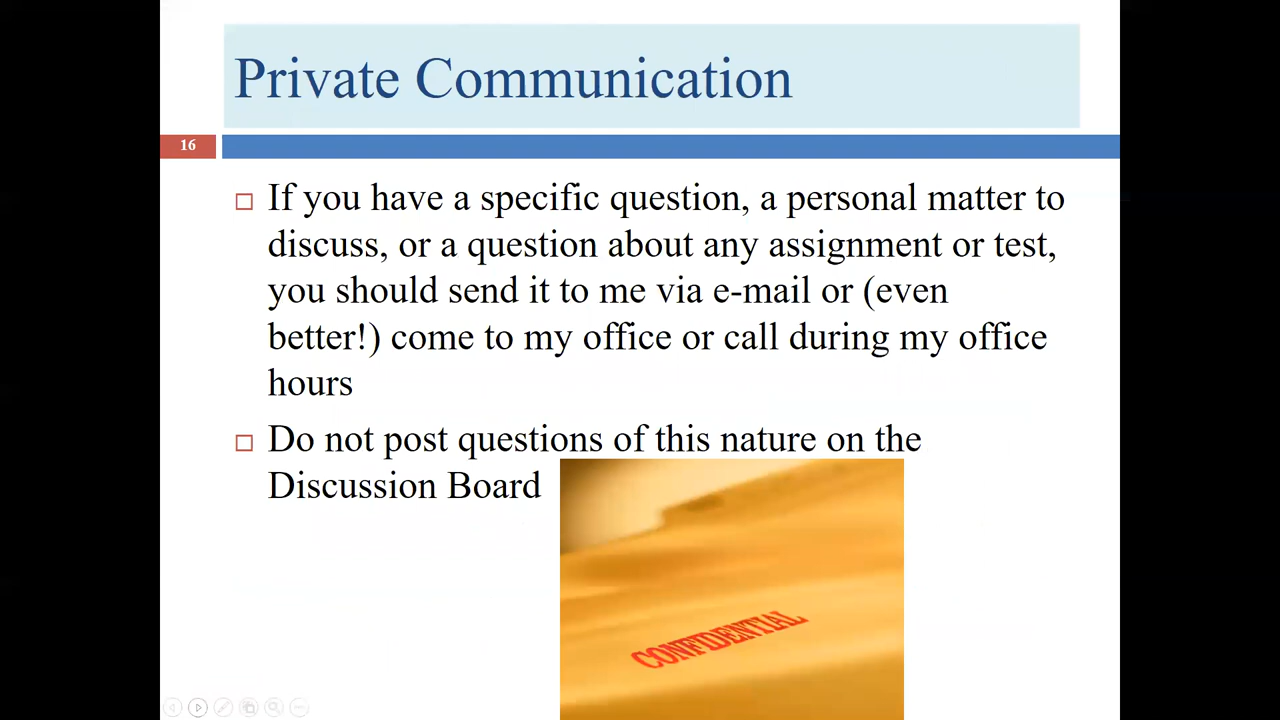 Private Communication
16
If you have a specific question, a personal matter to
discuss, or a question about any assignment or test,
you should send it to me via e-mail or (even
better!) come to my office or call during my office
hours
Do not post questions of this nature on the
Discussion Board
CONFIDENTIAL